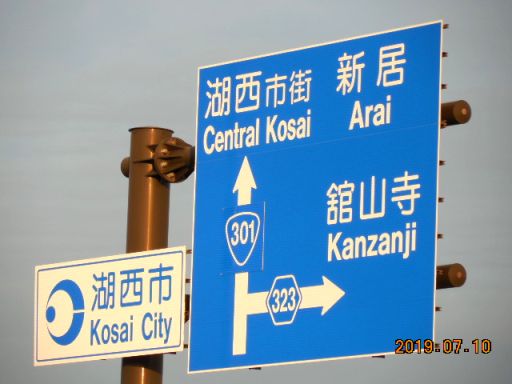 湖西市街 新居
Central Kosai Arai
301
舘山寺
Kanzanji
323
湖西市
Kosai City
2019.07.10